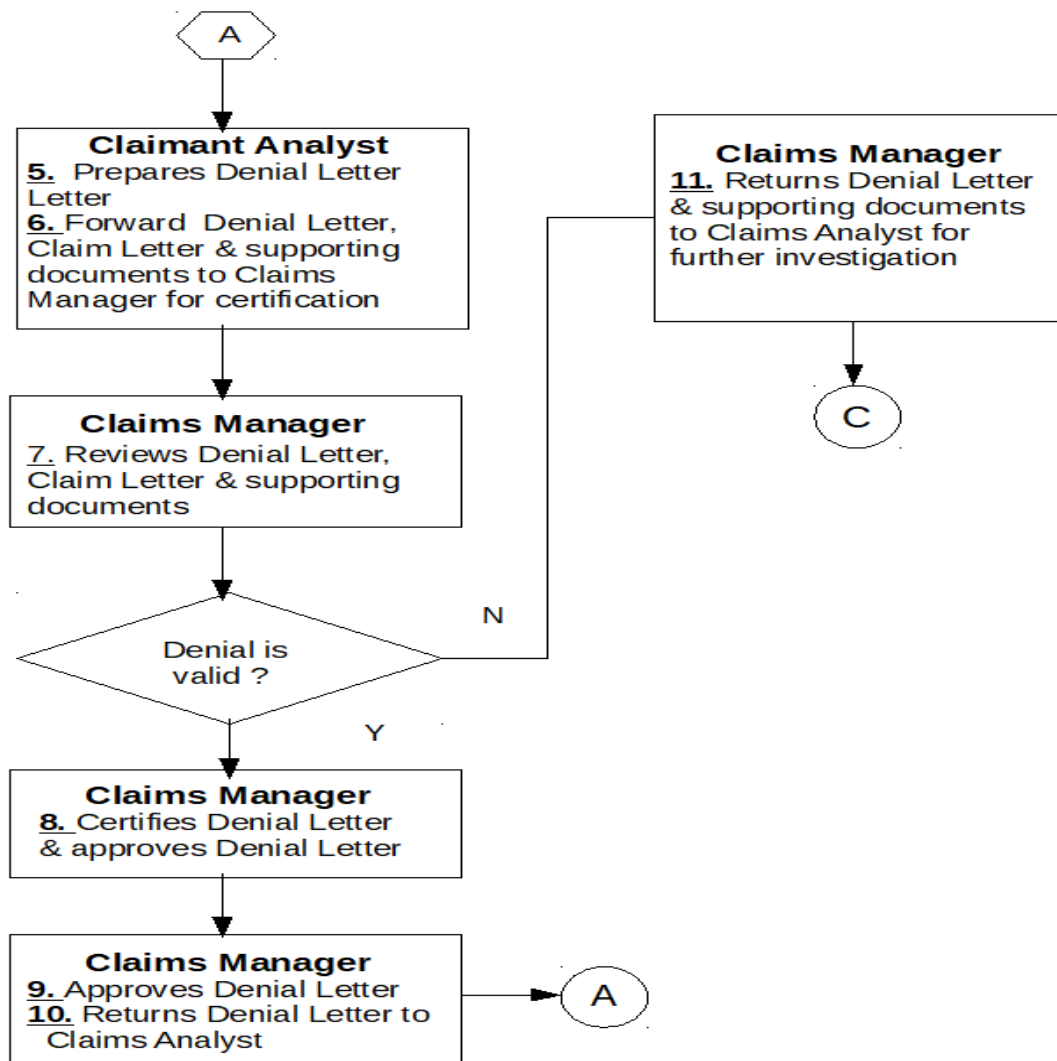 A
Claimant Analyst
5. Prepares Denial Letter
Letter
6. Forward Denial Letter,
Claim Letter & supporting
documents to Claims
Manager for certification
Claims Manager
7. Reviews Denial Letter,
Claim Letter & supporting
documents
Denial is
valid ?
N
Y
Claims Manager
8. Certifies Denial Letter
& approves Denial Letter
Claims Manager
9. Approves Denial Letter
10. Returns Denial Letter to
Claims Analyst
A
Claims Manager
11. Returns Denial Letter
& supporting documents
to Claims Analyst for
further investigation
C